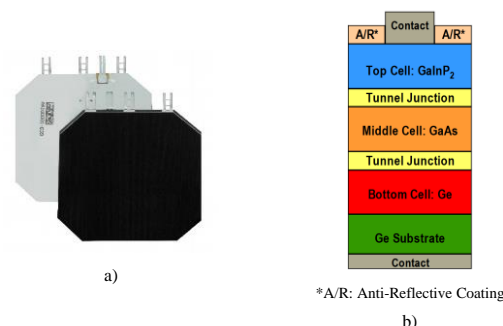 Contact
A/R* A/R*
Top Cell: GaInP₂
Tunnel Junction
Middle Cell: GaAs
Tunnel Junction
Bottom Cell: Ge
Ge Substrate
Contact
a)
*A/R: Anti-Reflective Coating
b)